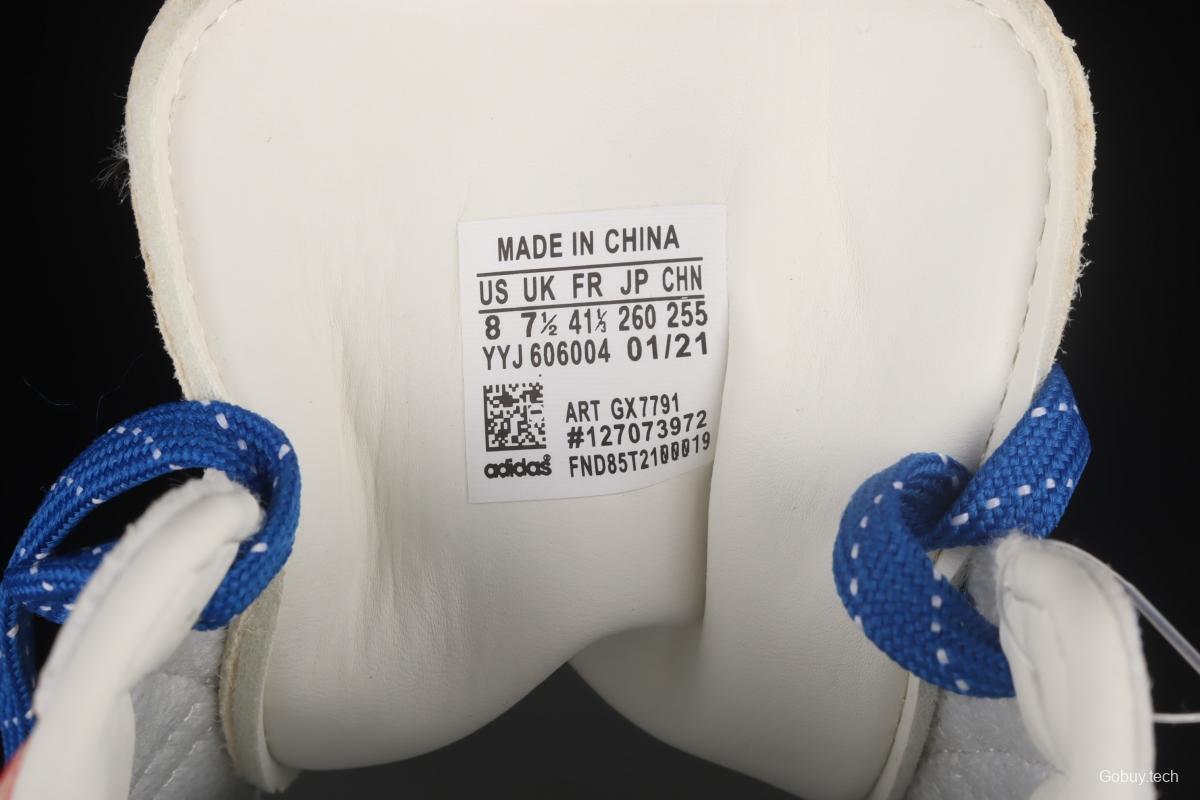 MADE IN CHINA
US UK FR JP CHN
8 7½ 41⅓ 260 255
YYJ 606004 01/21
ART GX7791
#127073972
adidas FND85T2100019
Gobuy.tech